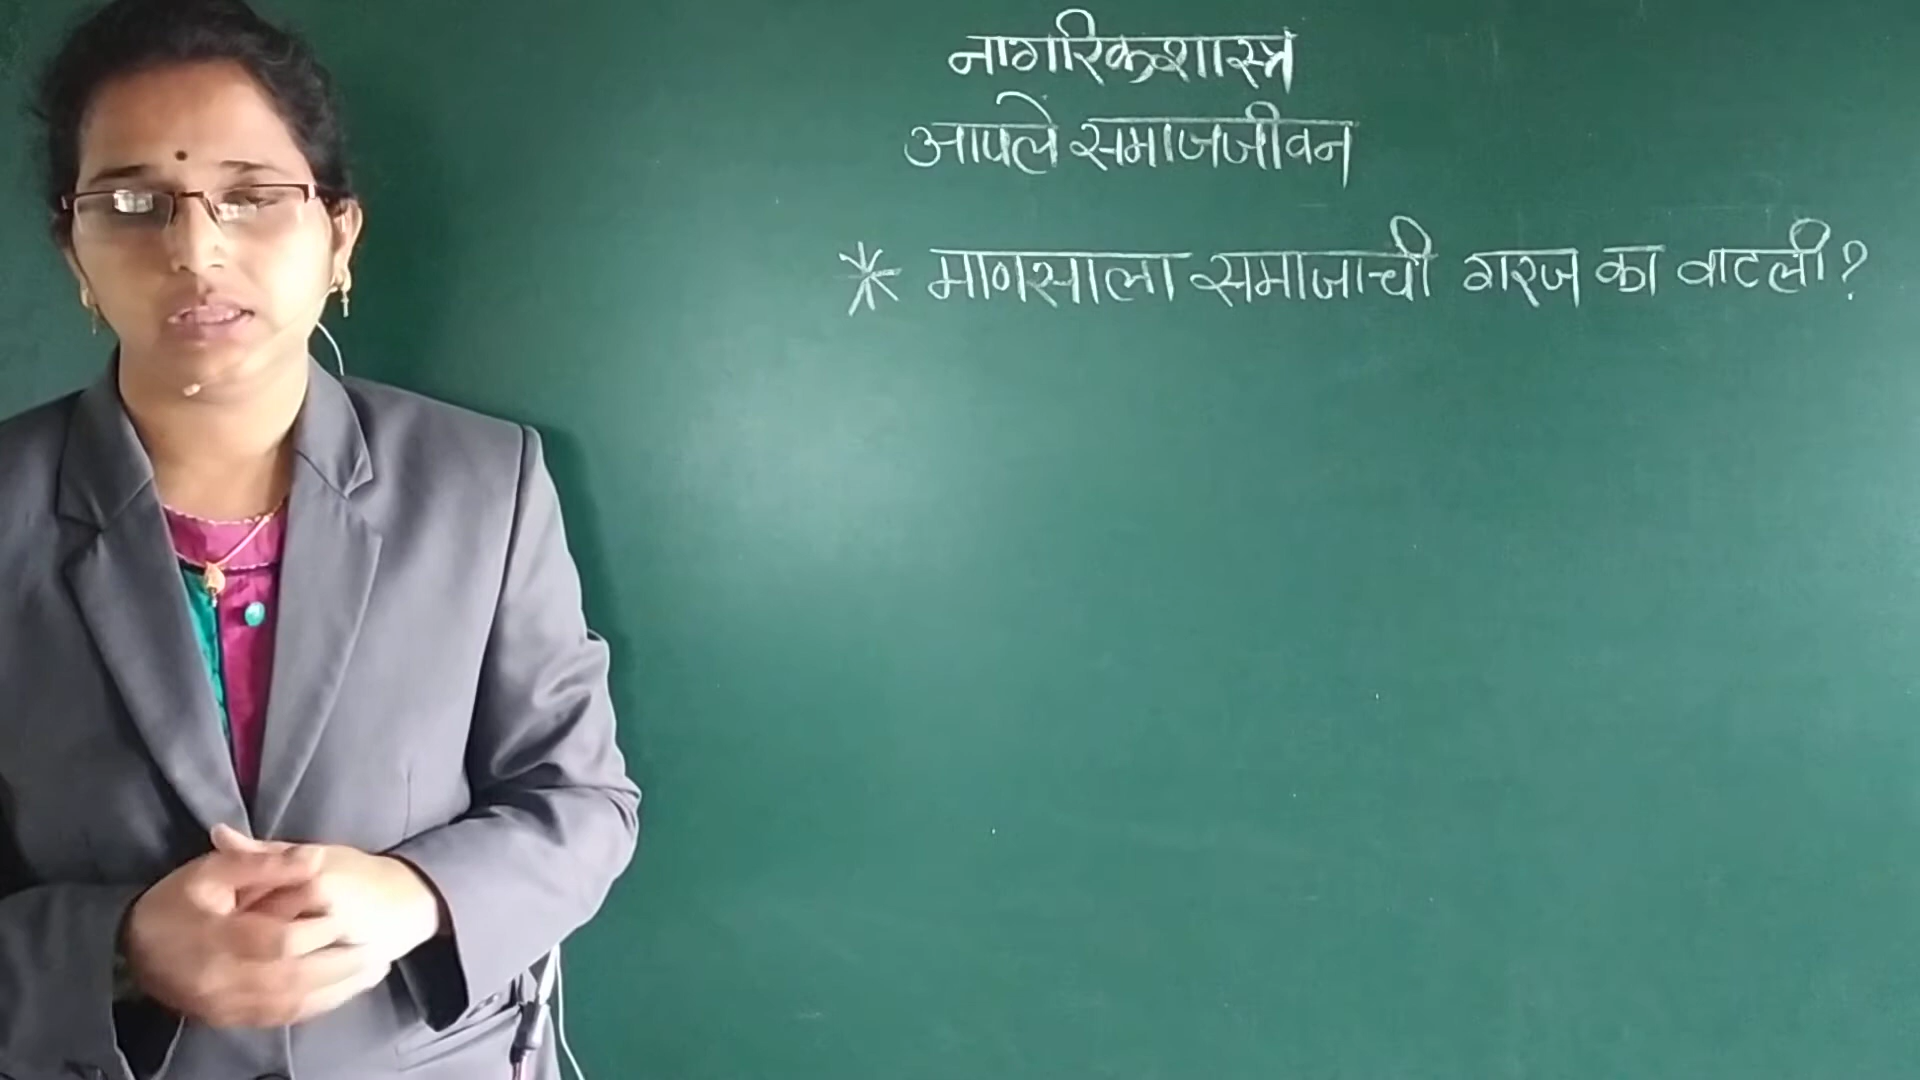 नागरिकशास्त्र
आपले समाजजीवन
* माणसाला समाजाची गरज का वाटली?